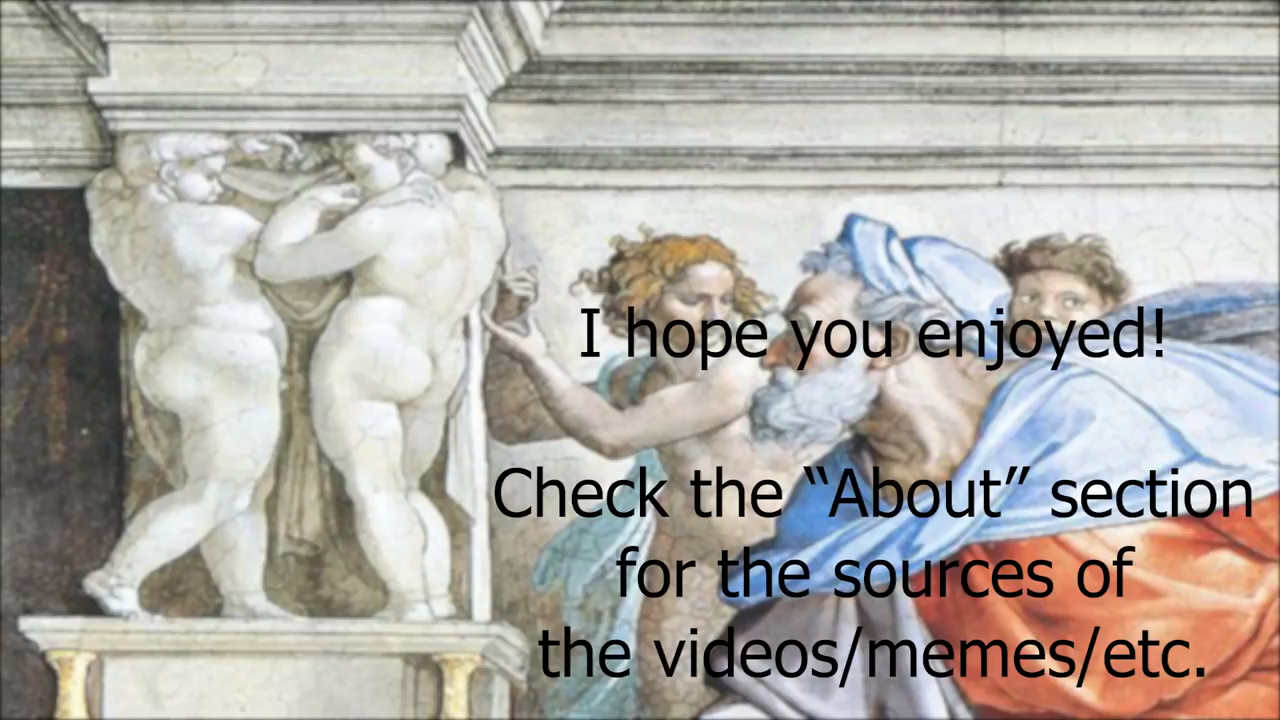 I hope you enjoyed!
Check the “About” section
for the sources of
the videos/memes/etc.